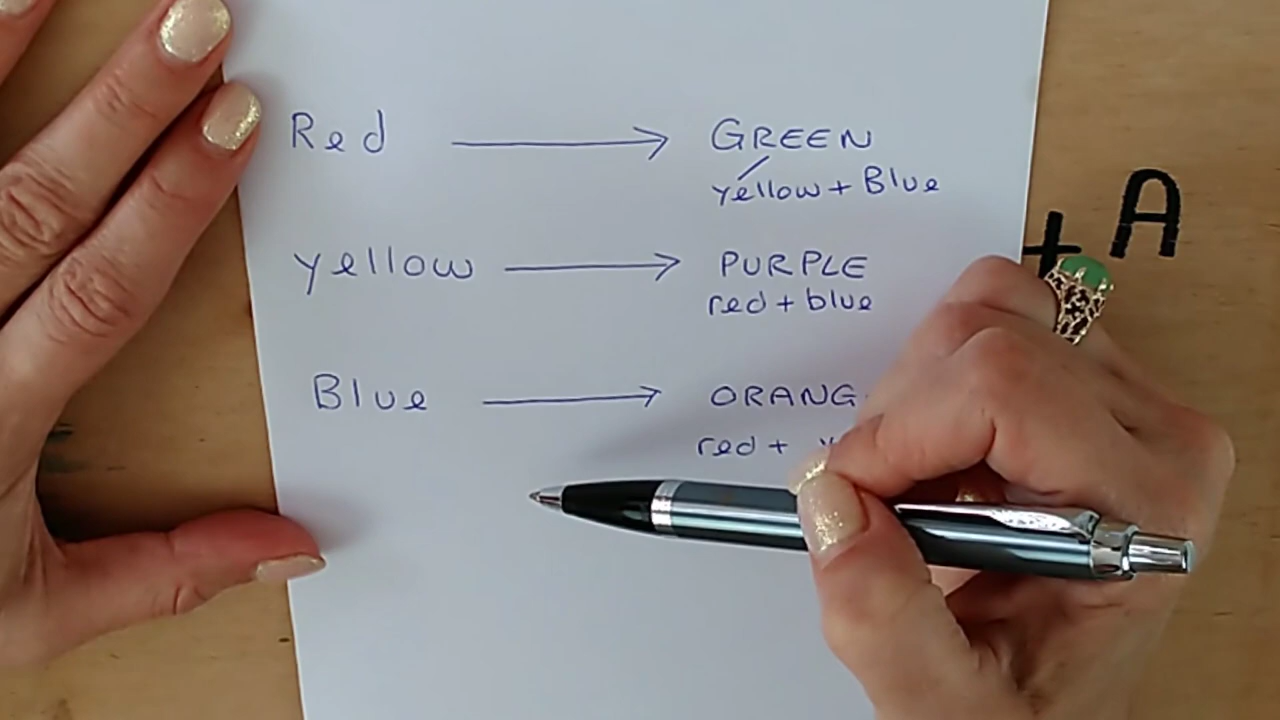 Red → GREEN
yellow + Blue
yellow → PURPLE
red + blue
Blue → ORANG
red + y
+A